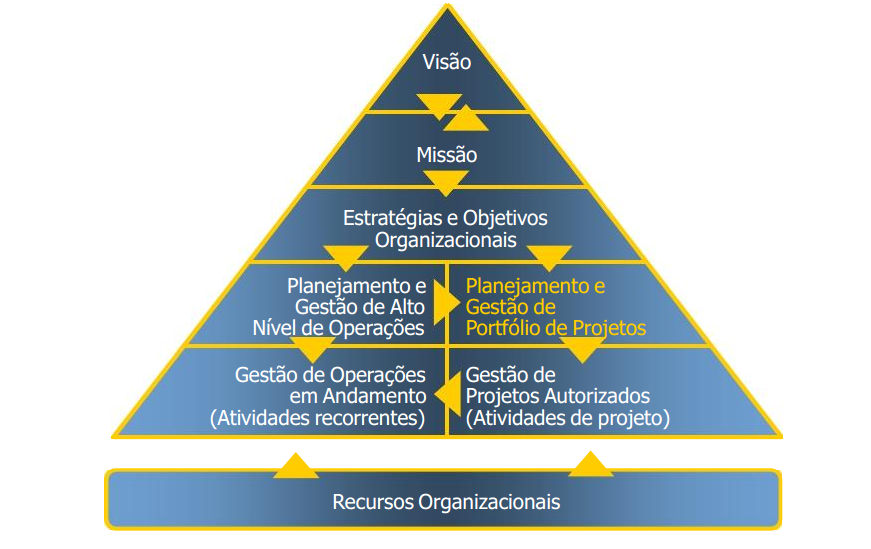 Visão
Missão
Estratégias e Objetivos
Organizacionais
Planejamento e
Gestão de Alto
Nível de Operações
Planejamento e
Gestão de
Portfólio de Projetos
Gestão de Operações
em Andamento
(Atividades recorrentes)
Gestão de
Projetos Autorizados
(Atividades de projeto)
Recursos Organizacionais